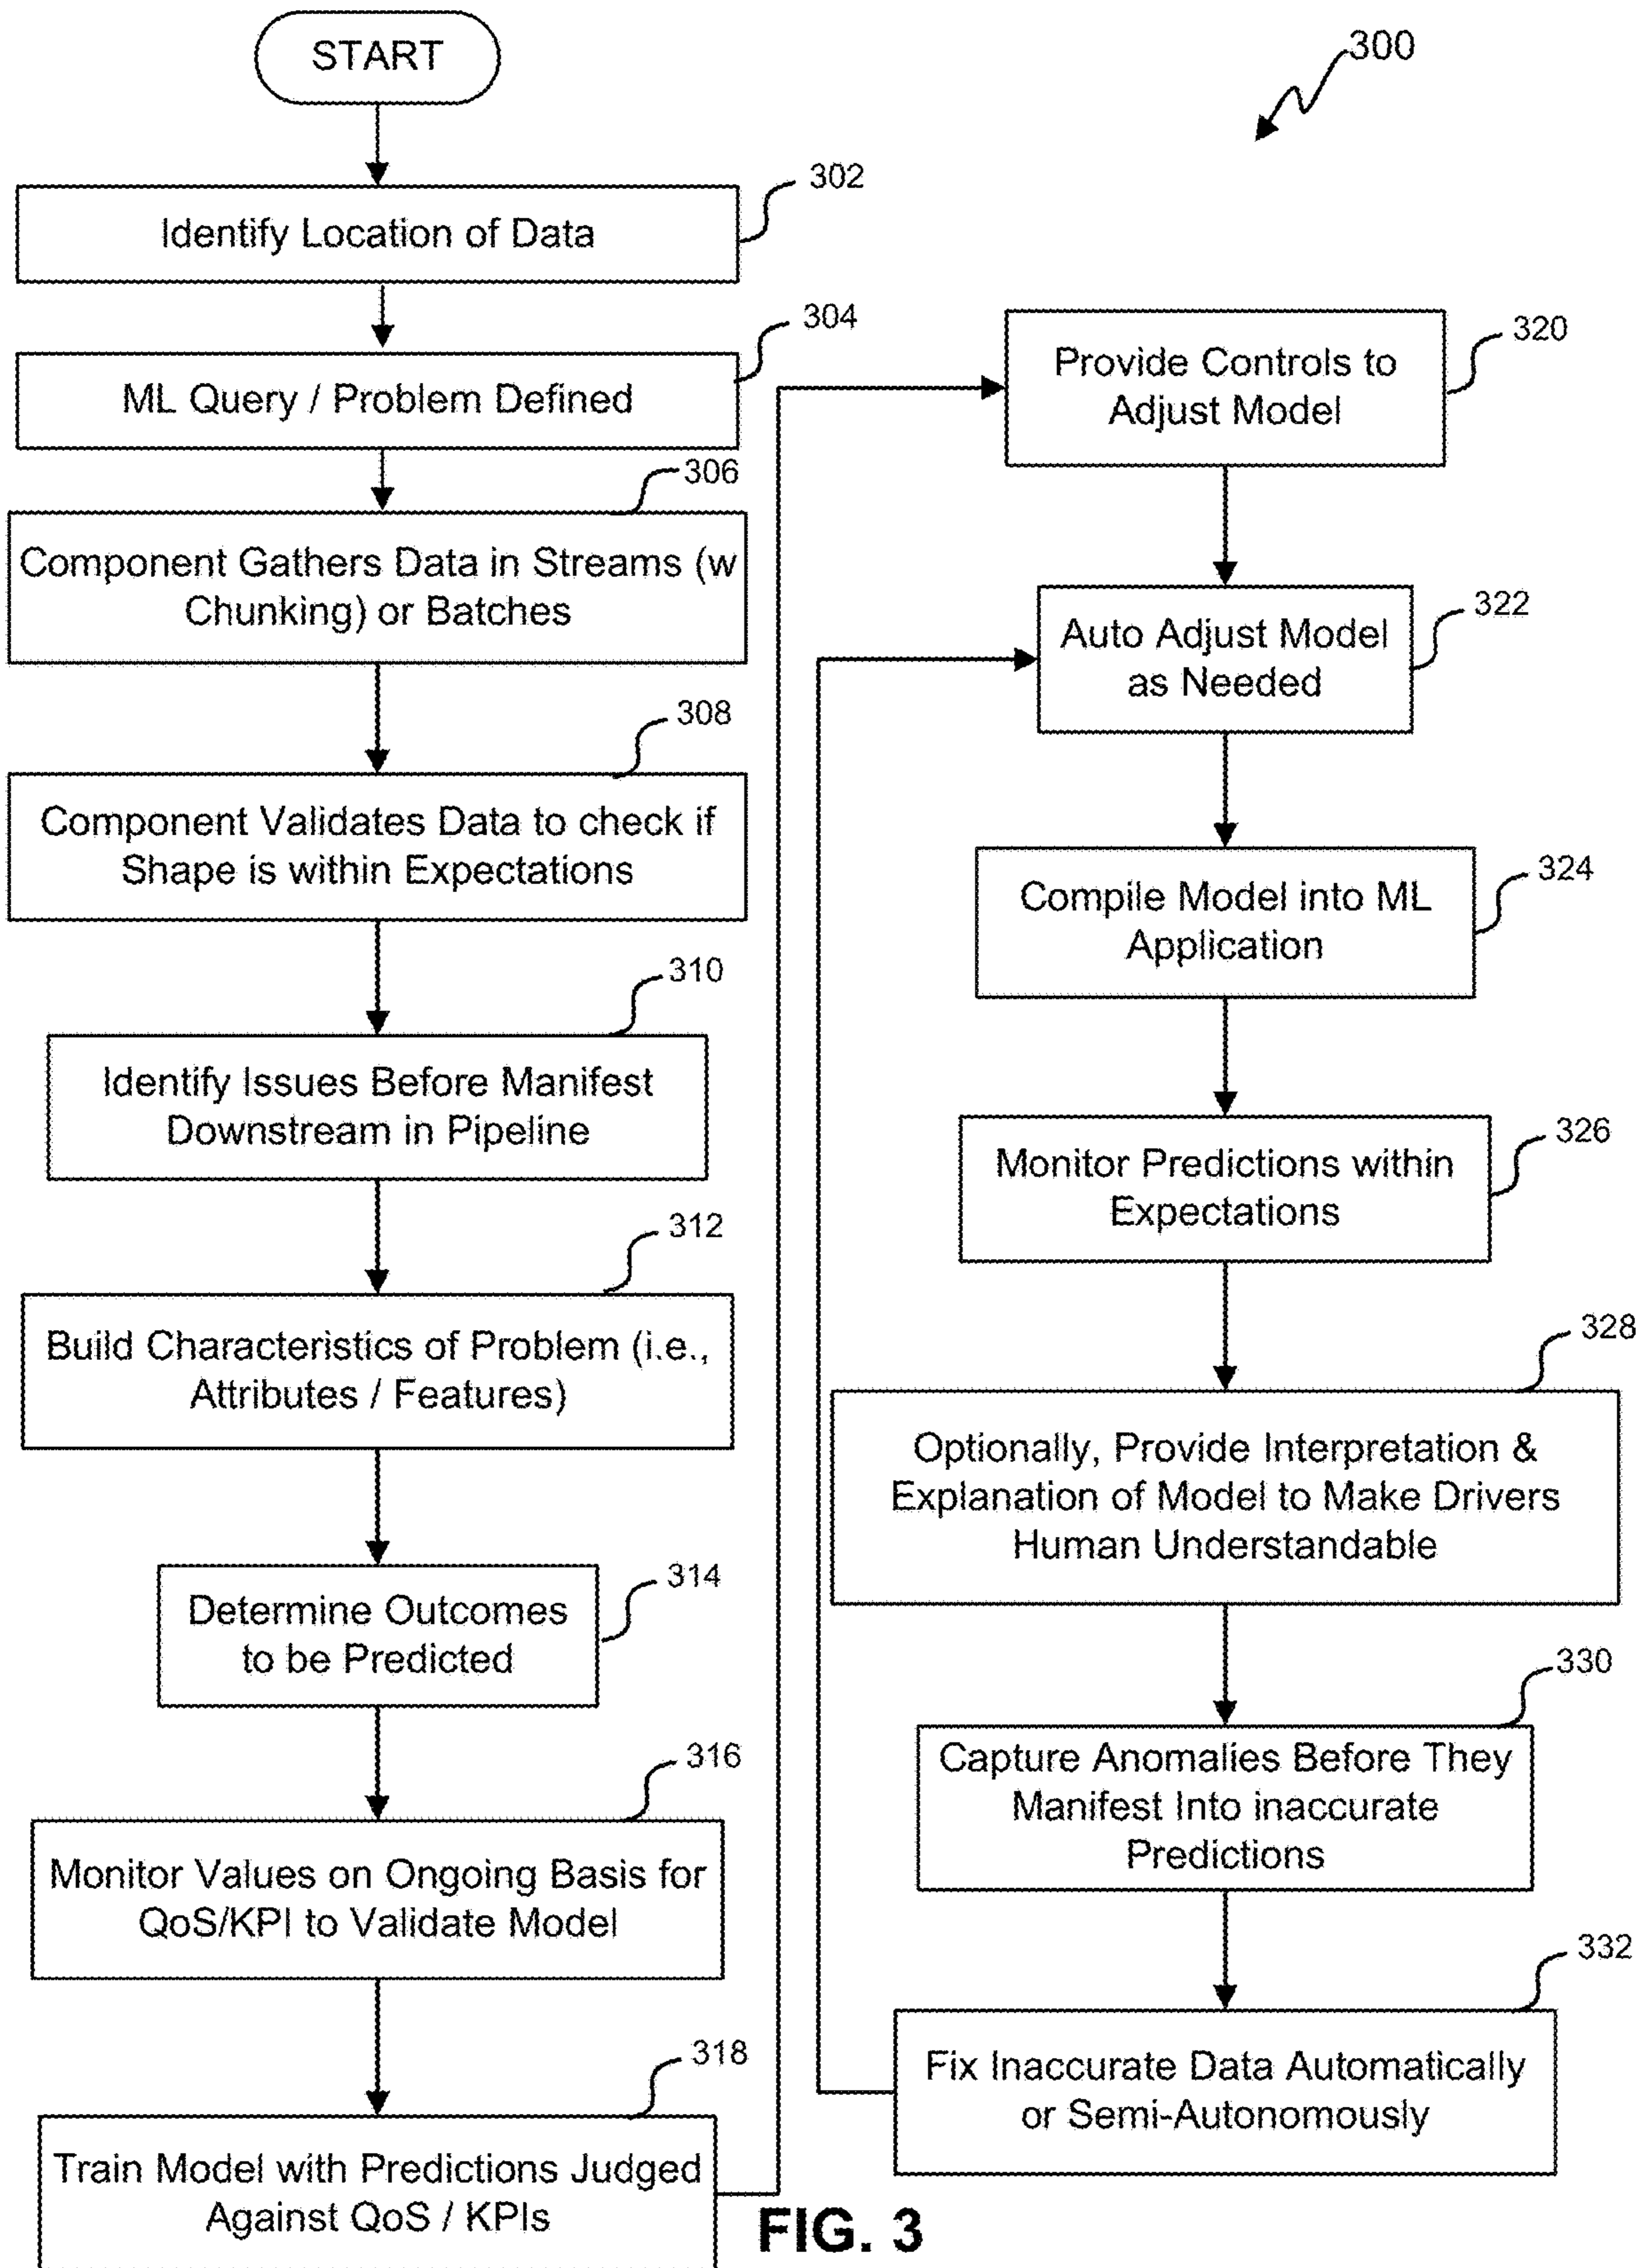 START
300
302
Identify Location of Data
304
ML Query / Problem Defined
306
Component Gathers Data in Streams (w
Chunking) or Batches
308
Component Validates Data to check if
Shape is within Expectations
310
Identify Issues Before Manifest
Downstream in Pipeline
312
Build Characteristics of Problem (i.e.,
Attributes / Features)
314
Determine Outcomes
to be Predicted
316
Monitor Values on Ongoing Basis for
QoS/KPI to Validate Model
318
Train Model with Predictions Judged
Against QoS / KPIs
320
Provide Controls to
Adjust Model
322
Auto Adjust Model
as Needed
324
Compile Model into ML
Application
326
Monitor Predictions within
Expectations
328
Optionally, Provide Interpretation &
Explanation of Model to Make Drivers
Human Understandable
330
Capture Anomalies Before They
Manifest Into inaccurate
Predictions
332
Fix Inaccurate Data Automatically
or Semi-Autonomously
FIG. 3